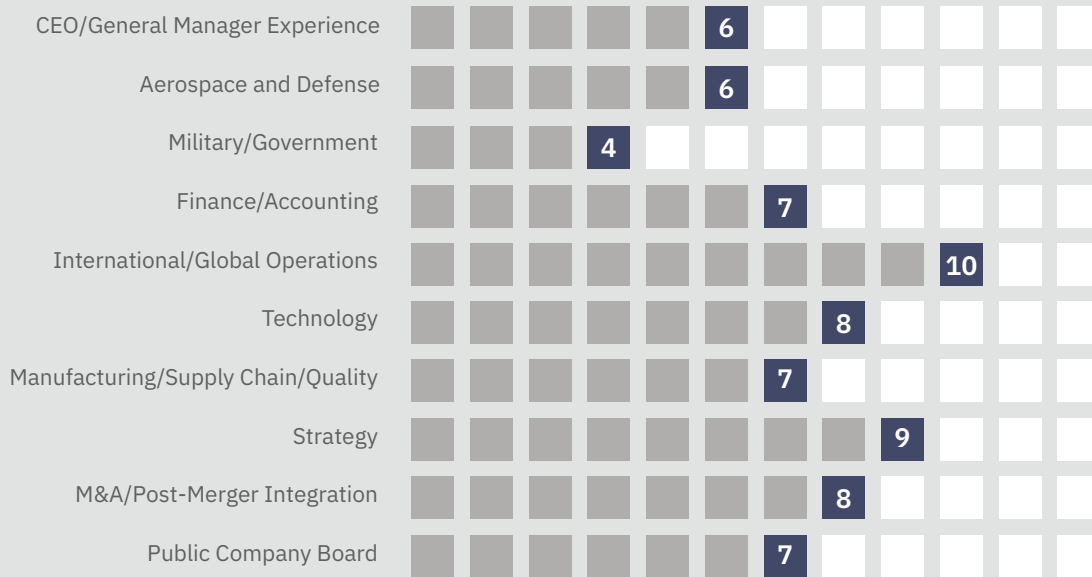 CEO/General Manager Experience 6
Aerospace and Defense 6
Military/Government 4
Finance/Accounting 7
International/Global Operations 10
Technology 8
Manufacturing/Supply Chain/Quality 7
Strategy 9
M&A/Post-Merger Integration 8
Public Company Board 7